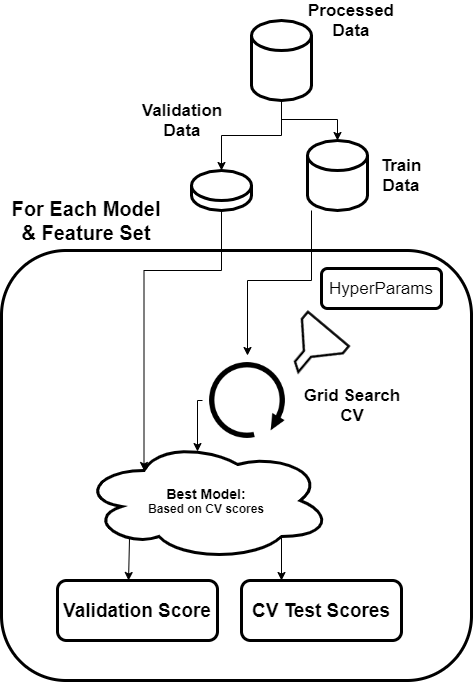 Processed
Data
Validation
Data
Train
Data
For Each Model
& Feature Set
HyperParams
Grid Search
CV
Best Model:
Based on CV scores
Validation Score
CV Test Scores